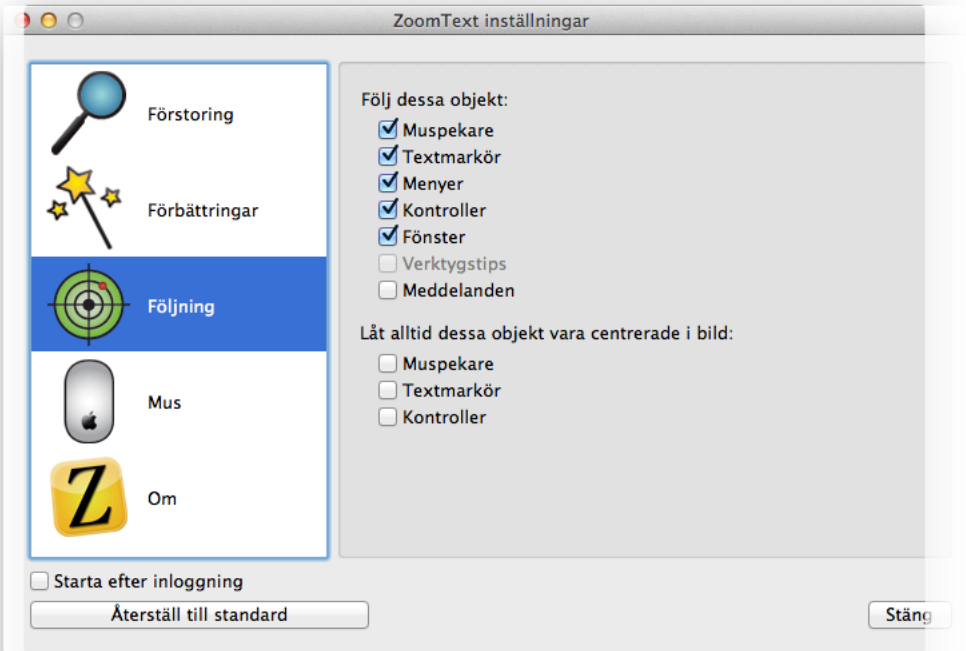 ZoomText inställningar
Förstoring
Förbättringar
Följning
Mus
Z
Om
Följ dessa objekt:
Muspekare
Textmarkör
Menyer
Kontroller
Fönster
Verktygstips
Meddelanden
Låt alltid dessa objekt vara centrerade i bild:
Muspekare
Textmarkör
Kontroller
Starta efter inloggning
Återställ till standard
Stäng